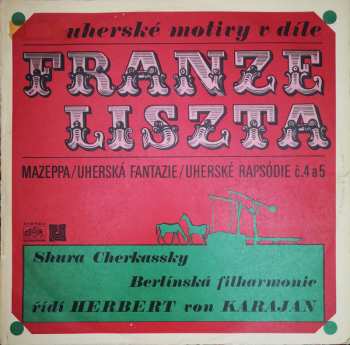 uherské motivy v díle
FRANZE
LISZTA
MAZEPPA/UHERSKÁ FANTAZIE/UHERSKÉ RAPSÓDIE č.4 a 5
STEREO
Shura Cherkassky
Berlínská filharmonie
řídí HERBERT von KARAJAN